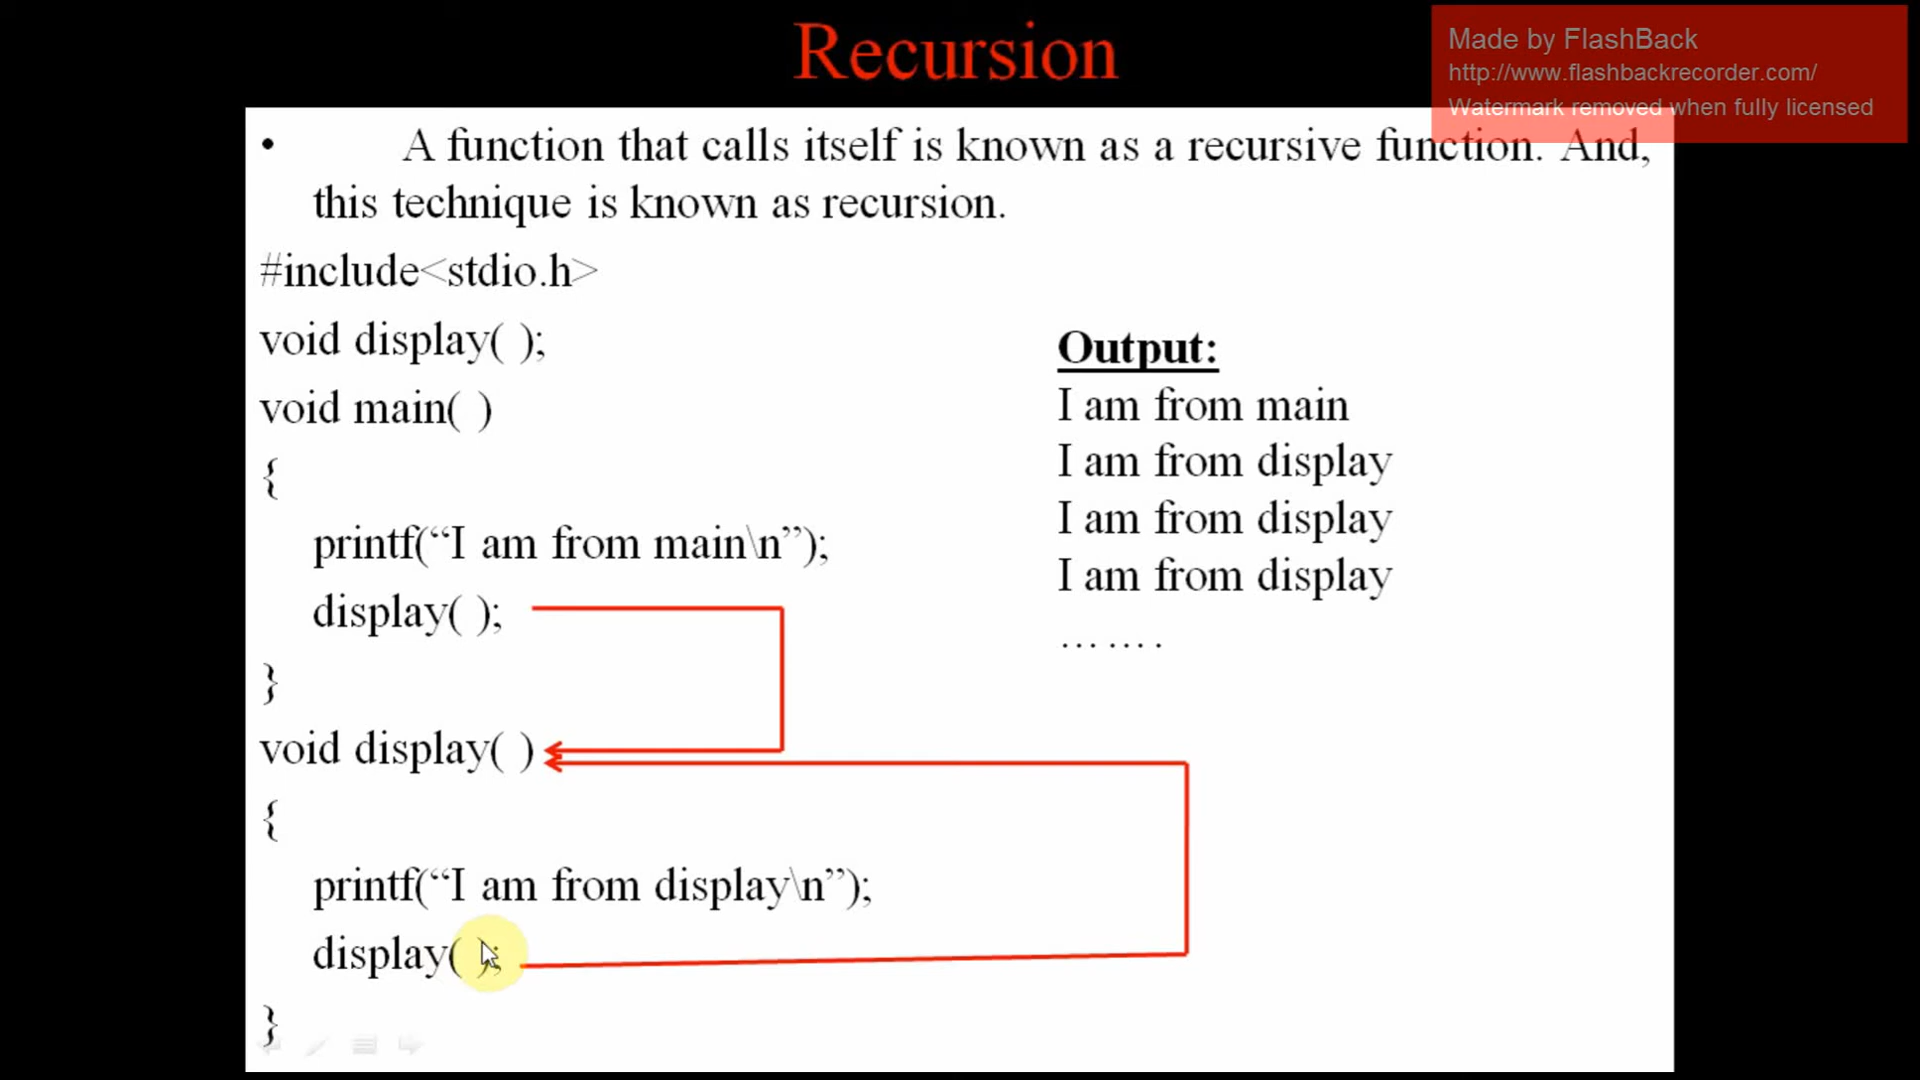 Recursion
Made by FlashBack
http://www.flashbackrecorder.com/
Watermark removed when fully licensed
• A function that calls itself is known as a recursive function. And,
this technique is known as recursion.
#include<stdio.h>
void display( );
void main( )
{
printf(“I am from main\n”);
display( );
}
void display( )
{
printf(“I am from display\n”);
display( );
}
Output:
I am from main
I am from display
I am from display
I am from display
… … .